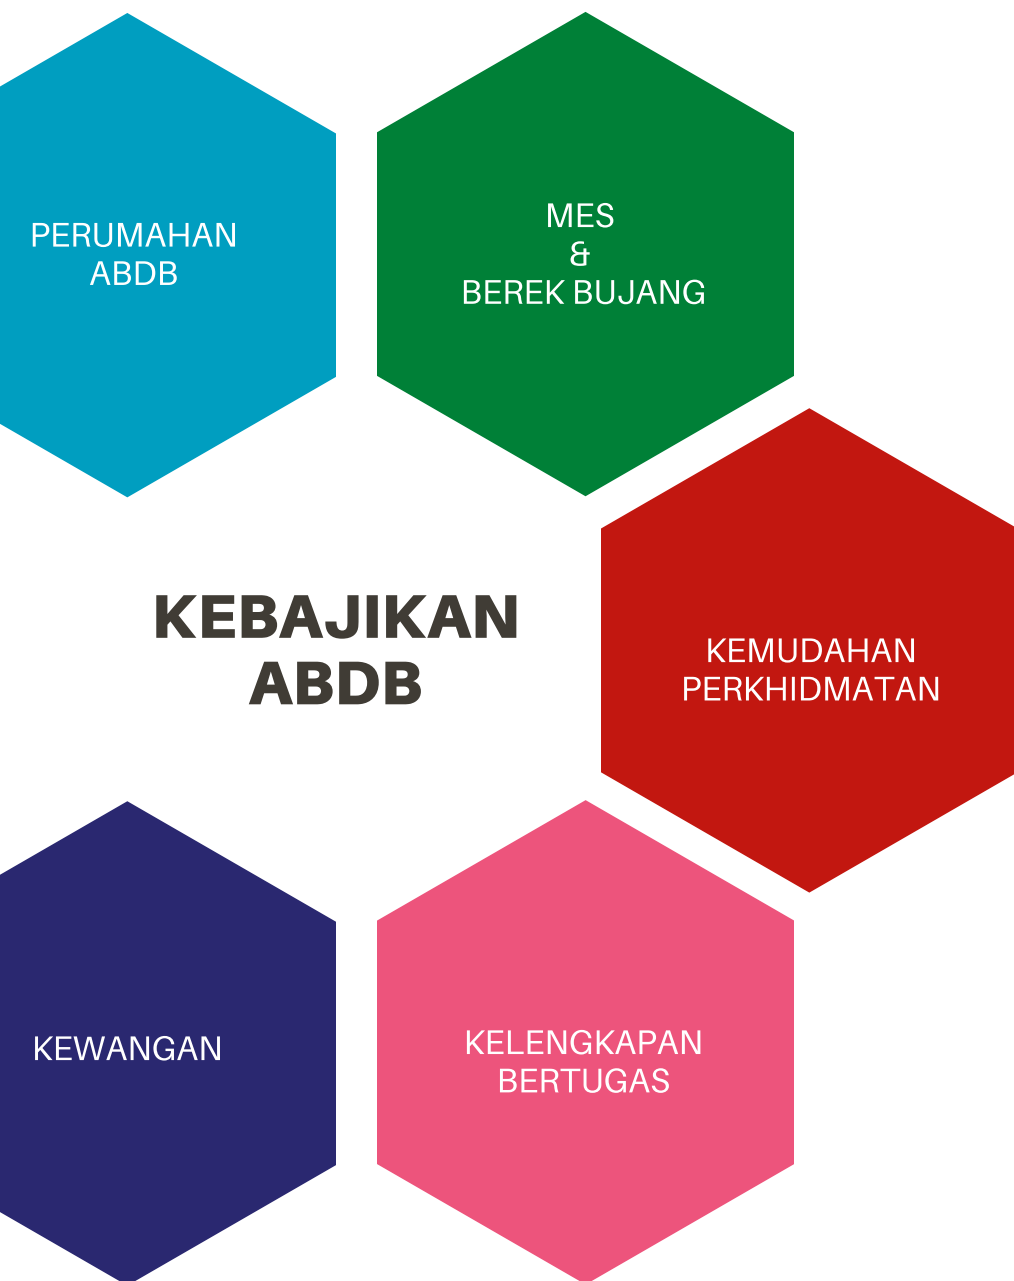 PERUMAHAN
ABDB
MES
&
BEREK BUJANG
KEBAJIKAN
ABDB
KEMUDAHAN
PERKHIDMATAN
KEWANGAN
KELENGKAPAN
BERTUGAS